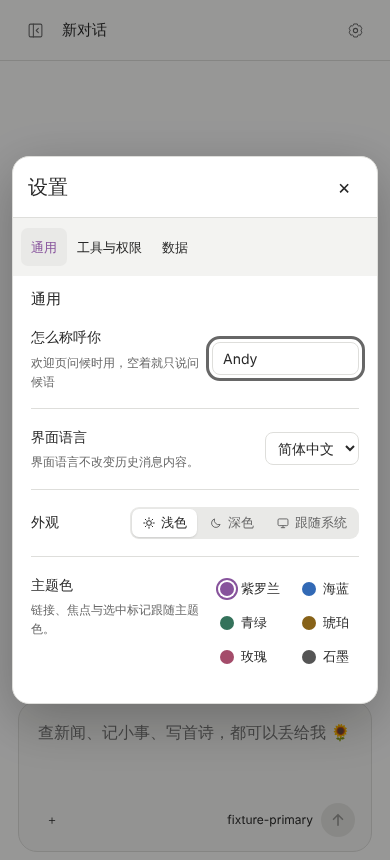 新对话
设置
×
通用 工具与权限 数据
通用
怎么称呼你
欢迎页问候时用，空着就只说问
候语
Andy
界面语言
界面语言不改变历史消息内容。
简体中文
外观
浅色 深色 跟随系统
主题色
链接、焦点与选中标记跟随主题
色。
紫罗兰 海蓝
青绿 琥珀
玫瑰 石墨
查新闻、记小事、写首诗，都可以丢给我 🌻
+ fixture-primary